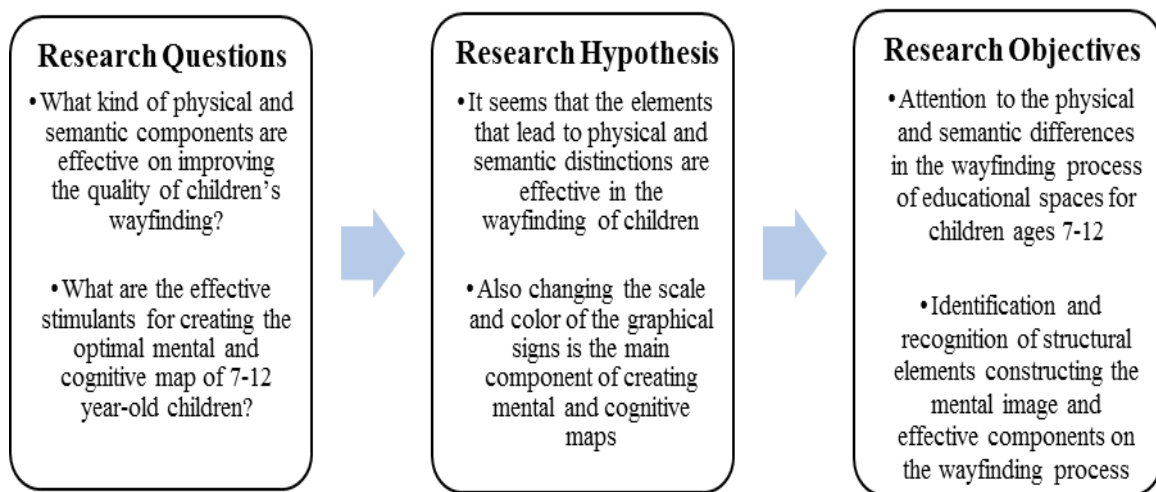 Research Questions
•What kind of physical and
semantic components are
effective on improving
the quality of children’s
wayfinding?
•What are the effective
stimulants for creating the
optimal mental and
cognitive map of 7-12
year-old children?
Research Hypothesis
•It seems that the elements
that lead to physical and
semantic distinctions are
effective in the
wayfinding of children
•Also changing the scale
and color of the graphical
signs is the main
component of creating
mental and cognitive
maps
Research Objectives
•Attention to the physical
and semantic differences
in the wayfinding process
of educational spaces for
children ages 7-12
•Identification and
recognition of structural
elements constructing the
mental image and
effective components on
the wayfinding process